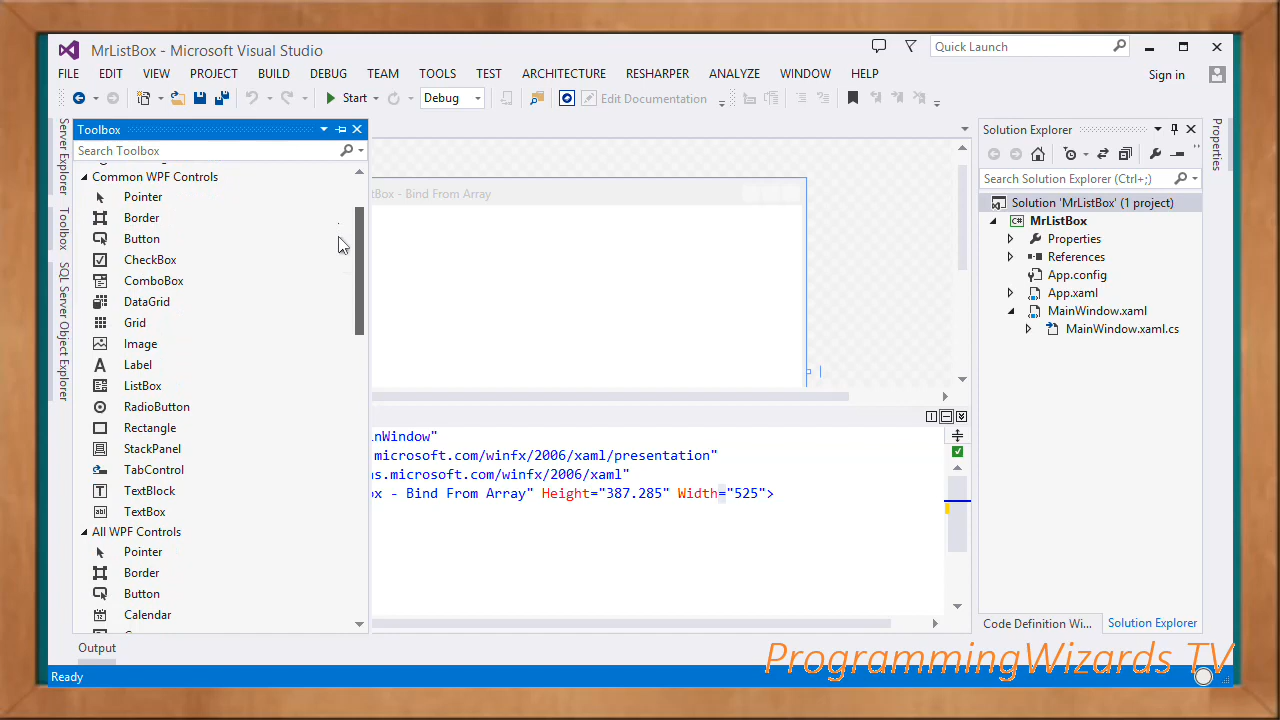 MrListBox - Microsoft Visual Studio
Quick Launch
FILE EDIT VIEW PROJECT BUILD DEBUG TEAM TOOLS TEST ARCHITECTURE RESHARPER ANALYZE WINDOW HELP
Sign in
Start Debug Edit Documentation
Server Explorer
Toolbox
SQL Server Object Explorer
Toolbox
Search Toolbox
Common WPF Controls
Pointer
Border
Button
CheckBox
ComboBox
DataGrid
Grid
Image
Label
ListBox
RadioButton
Rectangle
StackPanel
TabControl
TextBlock
TextBox
All WPF Controls
Pointer
Border
Button
Calendar
tBox - Bind From Array
inWindow"
.microsoft.com/winfx/2006/xaml/presentation"
as.microsoft.com/winfx/2006/xaml"
ox - Bind From Array" Height="387.285" Width="525">
Solution Explorer
Search Solution Explorer (Ctrl+;)
Solution 'MrListBox' (1 project)
C# MrListBox
Properties
References
App.config
App.xaml
MainWindow.xaml
MainWindow.xaml.cs
Code Definition Wi... Solution Explorer
Properties
Output
Ready
ProgrammingWizards TV